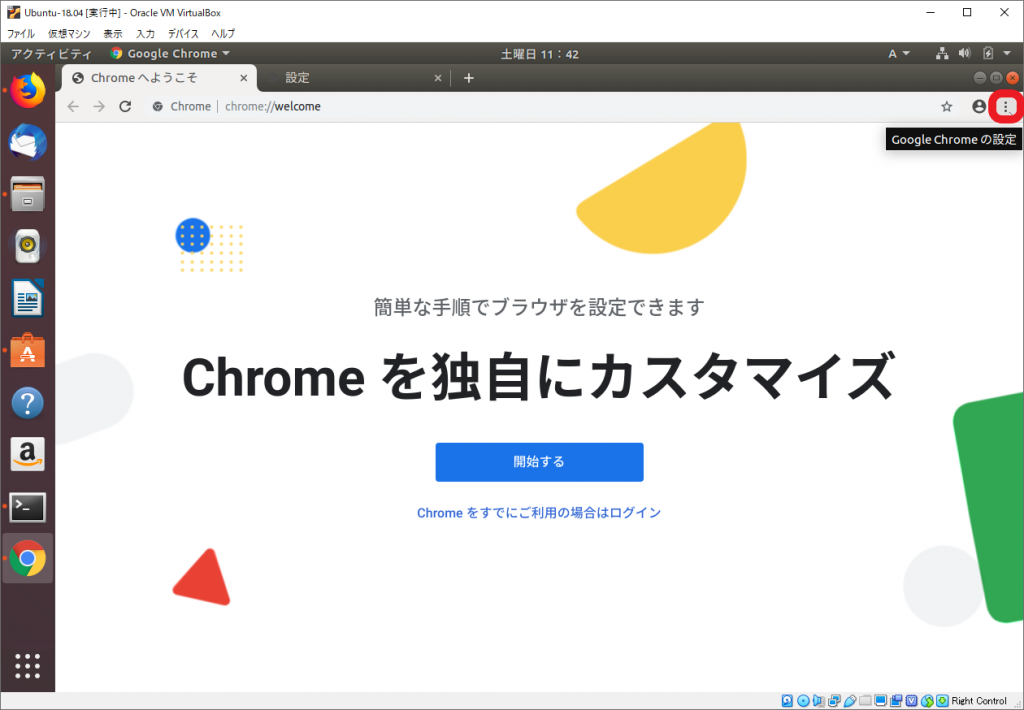 Ubuntu-18.04 [実行中] - Oracle VM VirtualBox
ファイル 仮想マシン 表示 入力 デバイス ヘルプ
アクティビティ Google Chrome 土曜日 11：42 A
Chrome へようこそ × 設定 × +
Chrome | chrome://welcome
Google Chrome の設定
簡単な手順でブラウザを設定できます
Chrome を独自にカスタマイズ
開始する
Chrome をすでにご利用の場合はログイン
Right Control